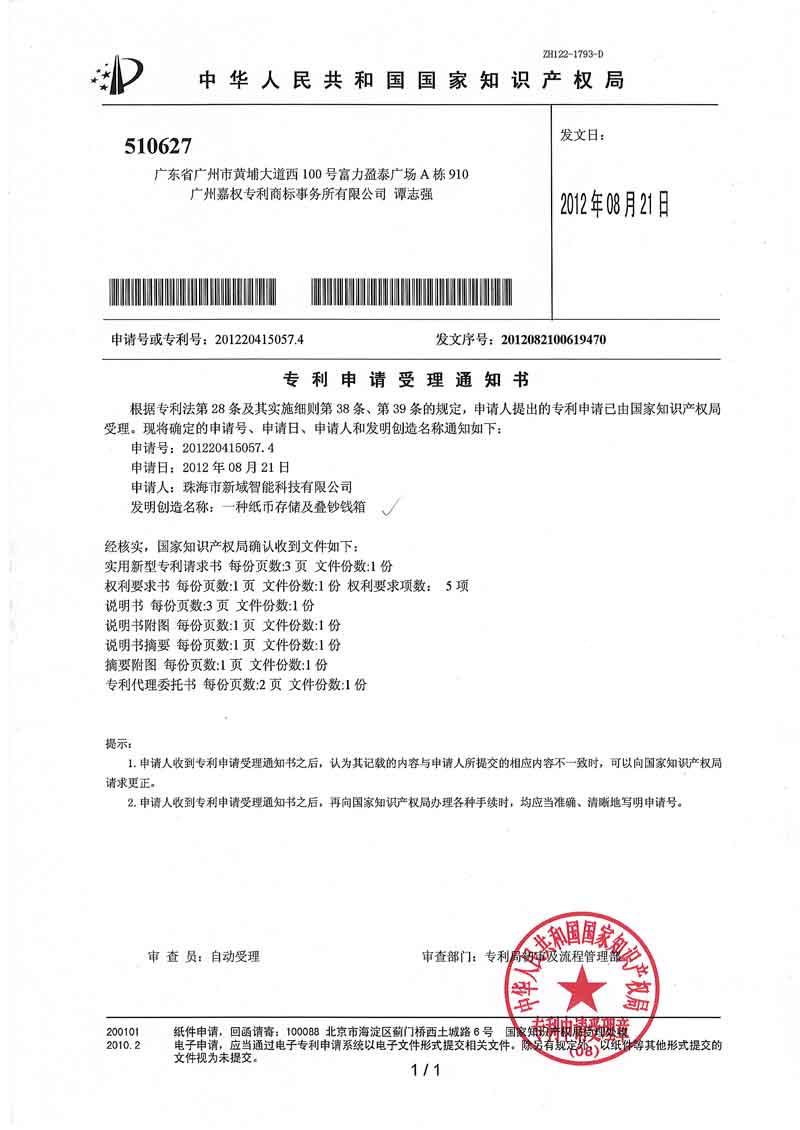 ZH122-1793-D
中华人民共和国国家知识产权局
510627
广东省广州市黄埔大道西100号富力盈泰广场A栋910
广州嘉权专利商标事务所有限公司 谭志强
发文日：
2012年08月21日
申请号或专利号：201220415057.4 发文序号：2012082100619470
专利申请受理通知书
根据专利法第28条及其实施细则第38条、第39条的规定，申请人提出的专利申请已由国家知识产权局
受理。现将确定的申请号、申请日、申请人和发明创造名称通知如下：
申请号：201220415057.4
申请日：2012年08月21日
申请人：珠海市新域智能科技有限公司
发明创造名称：一种纸币存储及叠钞钱箱
经核实，国家知识产权局确认收到文件如下：
实用新型专利请求书 每份页数:3页 文件份数:1份
权利要求书 每份页数:1页 文件份数:1份 权利要求项数： 5项
说明书 每份页数:3页 文件份数:1份
说明书附图 每份页数:1页 文件份数:1份
说明书摘要 每份页数:1页 文件份数:1份
摘要附图 每份页数:1页 文件份数:1份
专利代理委托书 每份页数:2页 文件份数:1份
提示：
1.申请人收到专利申请受理通知书之后，认为其记载的内容与申请人所提交的相应内容不一致时，可以向国家知识产权局
请求更正。
2.申请人收到专利申请受理通知书之后，再向国家知识产权局办理各种手续时，均应当准确、清晰地写明申请号。
审查员：自动受理 审查部门：专利局初审及流程管理部
中华人民共和国国家知识产权局
专利申请受理章
(08)
200101 纸件申请，回函请寄：100088 北京市海淀区蓟门桥西土城路6号 国家知识产权局受理处收
2010.2 电子申请，应当通过电子专利申请系统以电子文件形式提交相关文件。除另有规定外，以纸件等其他形式提交的
文件视为未提交。
1/1